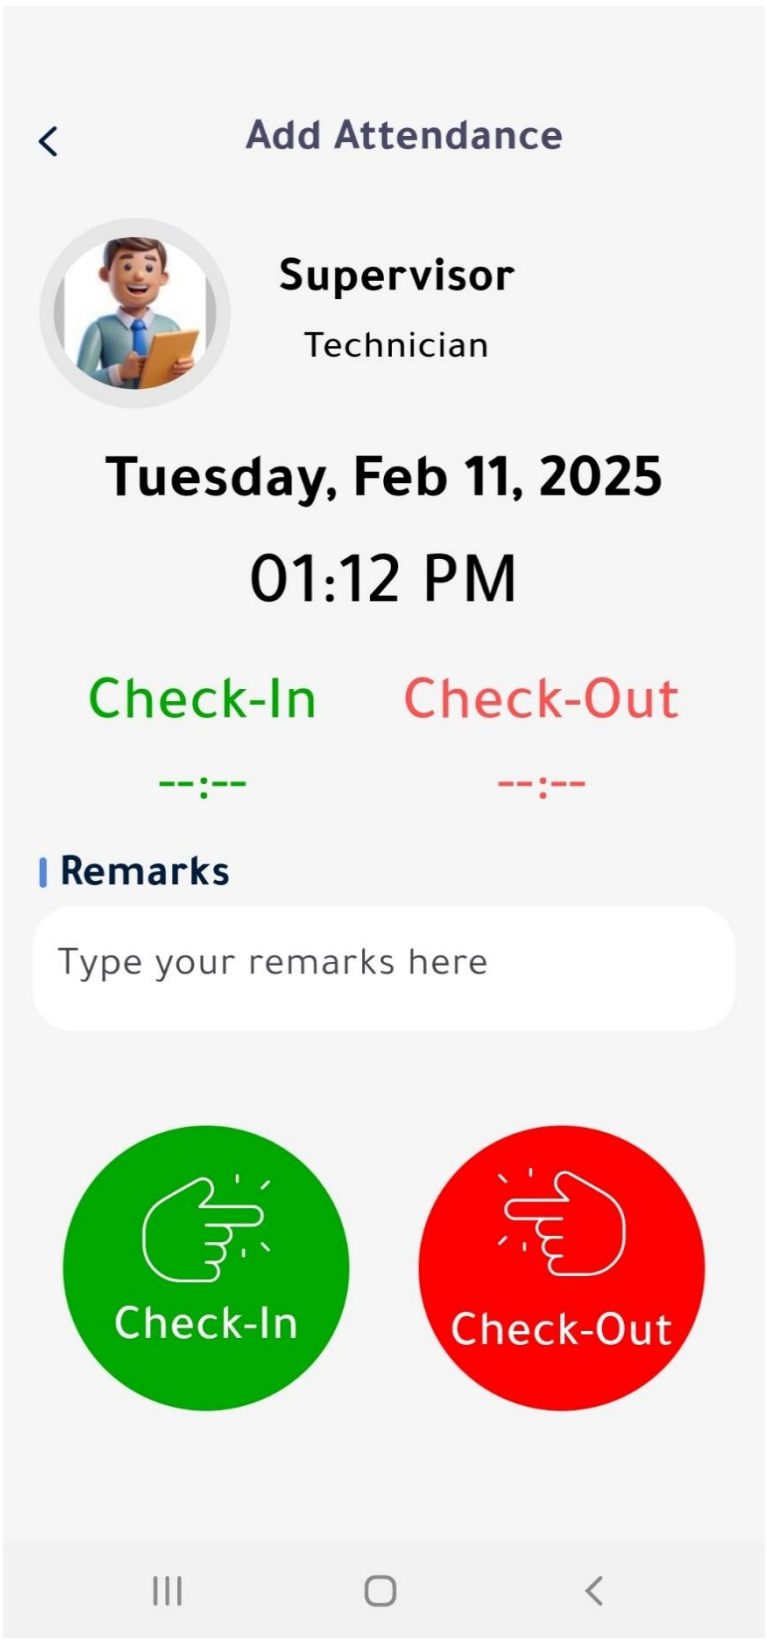 Add Attendance
Supervisor
Technician
Tuesday, Feb 11, 2025
01:12 PM
Check-In Check-Out
--:-- --:--
Remarks
Type your remarks here
Check-In Check-Out